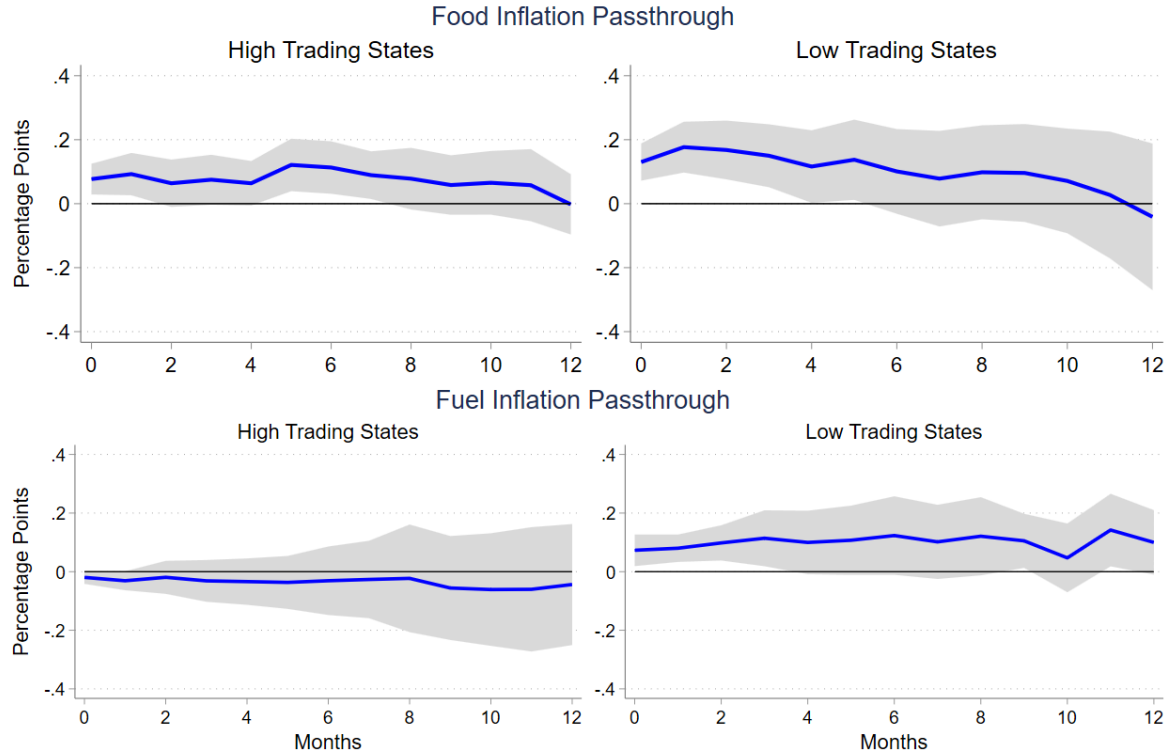 Food Inflation Passthrough
High Trading States
Low Trading States
Percentage Points
.4
.2
0
-.2
-.4
0 2 4 6 8 10 12
.4
.2
0
-.2
-.4
0 2 4 6 8 10 12
Fuel Inflation Passthrough
High Trading States
Low Trading States
Percentage Points
.4
.2
0
-.2
-.4
0 2 4 6 8 10 12
Months
.4
.2
0
-.2
-.4
0 2 4 6 8 10 12
Months